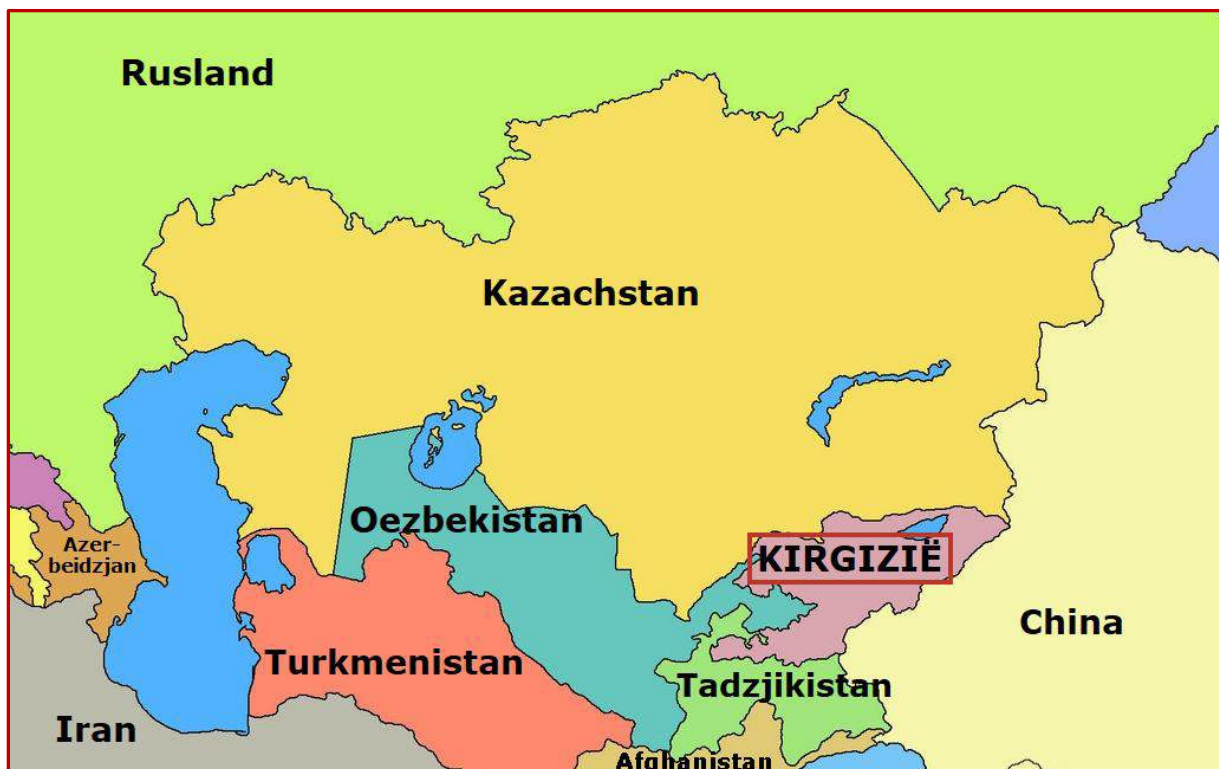 Rusland
Kazachstan
Oezbekistan
Azer-
beidzjan
KIRGIZIË
China
Turkmenistan
Tadzjikistan
Iran
Afghanistan